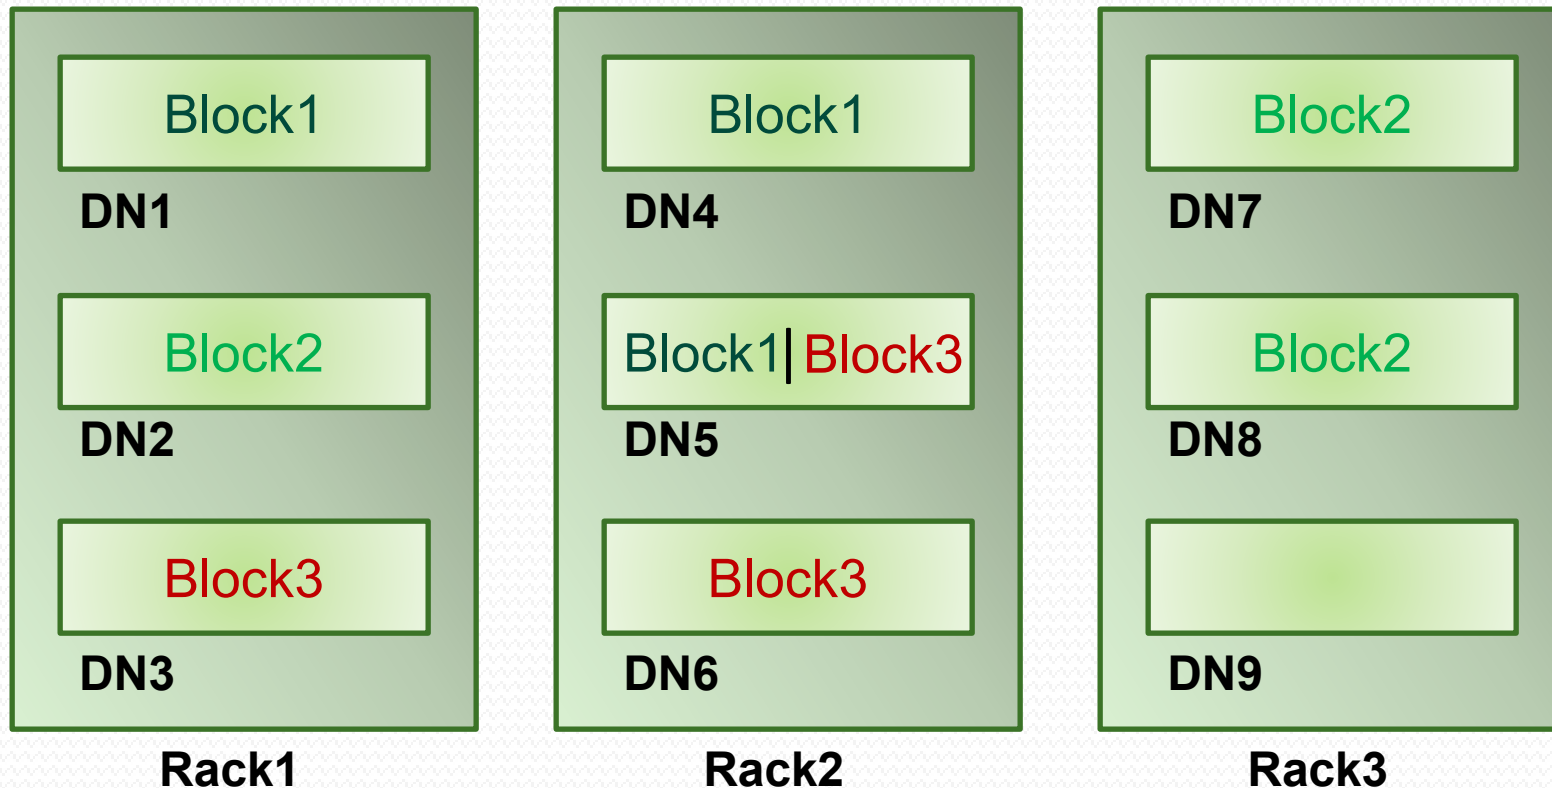 Block1
DN1
Block2
DN2
Block3
DN3
Rack1
Block1
DN4
Block1|Block3
DN5
Block3
DN6
Rack2
Block2
DN7
Block2
DN8
DN9
Rack3